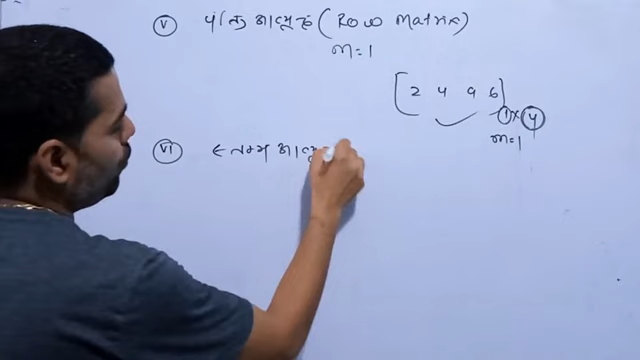 (v) પંક્તિ શ્રેણિક (Row Matrix)
m = 1
[2 4 9 6] 1 × 4
m = 1
(vi)